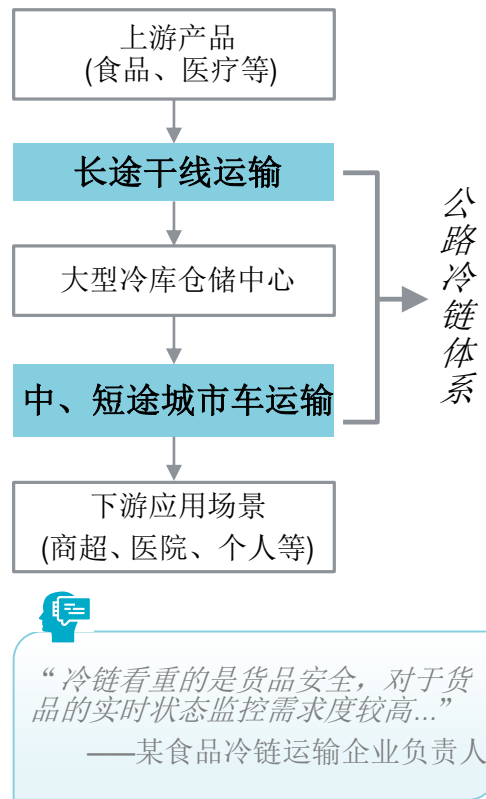 上游产品
(食品、医疗等)
长途干线运输
大型冷库仓储中心
中、短途城市车运输
下游应用场景
(商超、医院、个人等)
公路冷链体系
“冷链看重的是货品安全，对于货
品的实时状态监控需求度较高...”
——某食品冷链运输企业负责人